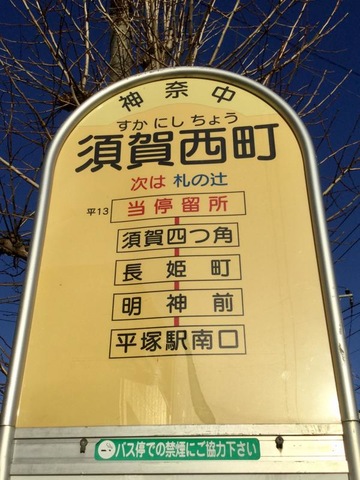 神奈中
すかにしちょう
須賀西町
次は 札の辻
平13 当停留所
須賀四つ角
長姫町
明神前
平塚駅南口
バス停での禁煙にご協力下さい